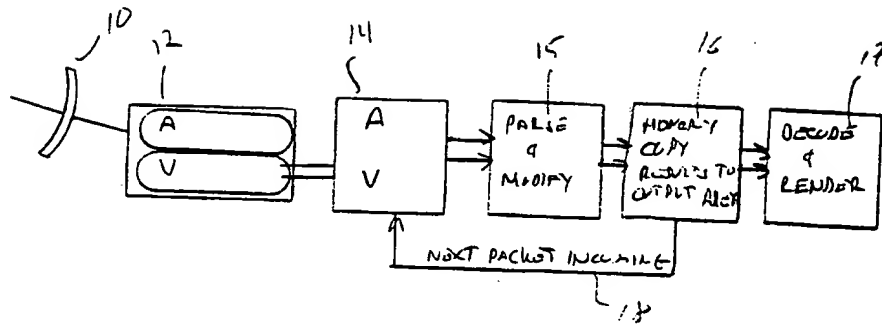 10
12
14
15
16
17
A
V
A
V
PARSE
&
MODIFY
MEMORY
COPY
RESULTS TO
OUTPUT AREA
DECODE
&
RENDER
NEXT PACKET INCOMING
18